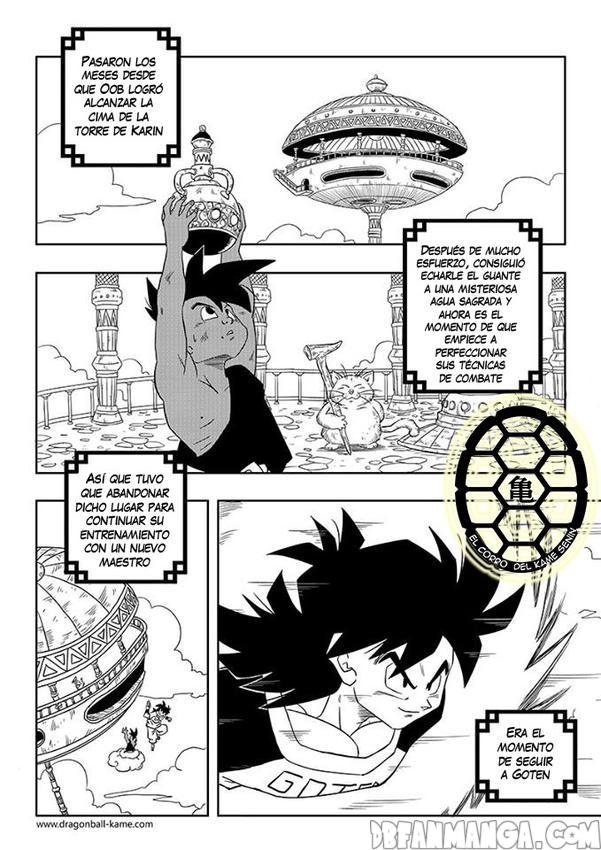 Pasaron los
meses desde
que Oob logró
alcanzar la
cima de la
torre de Karin
Después de mucho
esfuerzo, consiguió
echarle el guante
a una misteriosa
agua sagrada y
ahora es el
momento de que
empiece a
perfeccionar
sus técnicas
de combate
亀
EL CORRO DEL KAME SENIN
Así que tuvo
que abandonar
dicho lugar para
continuar su
entrenamiento
con un nuevo
maestro
Era el
momento
de seguir
a Goten
GOTEN
www.dragonball-kame.com
DBFANMANGA.COM